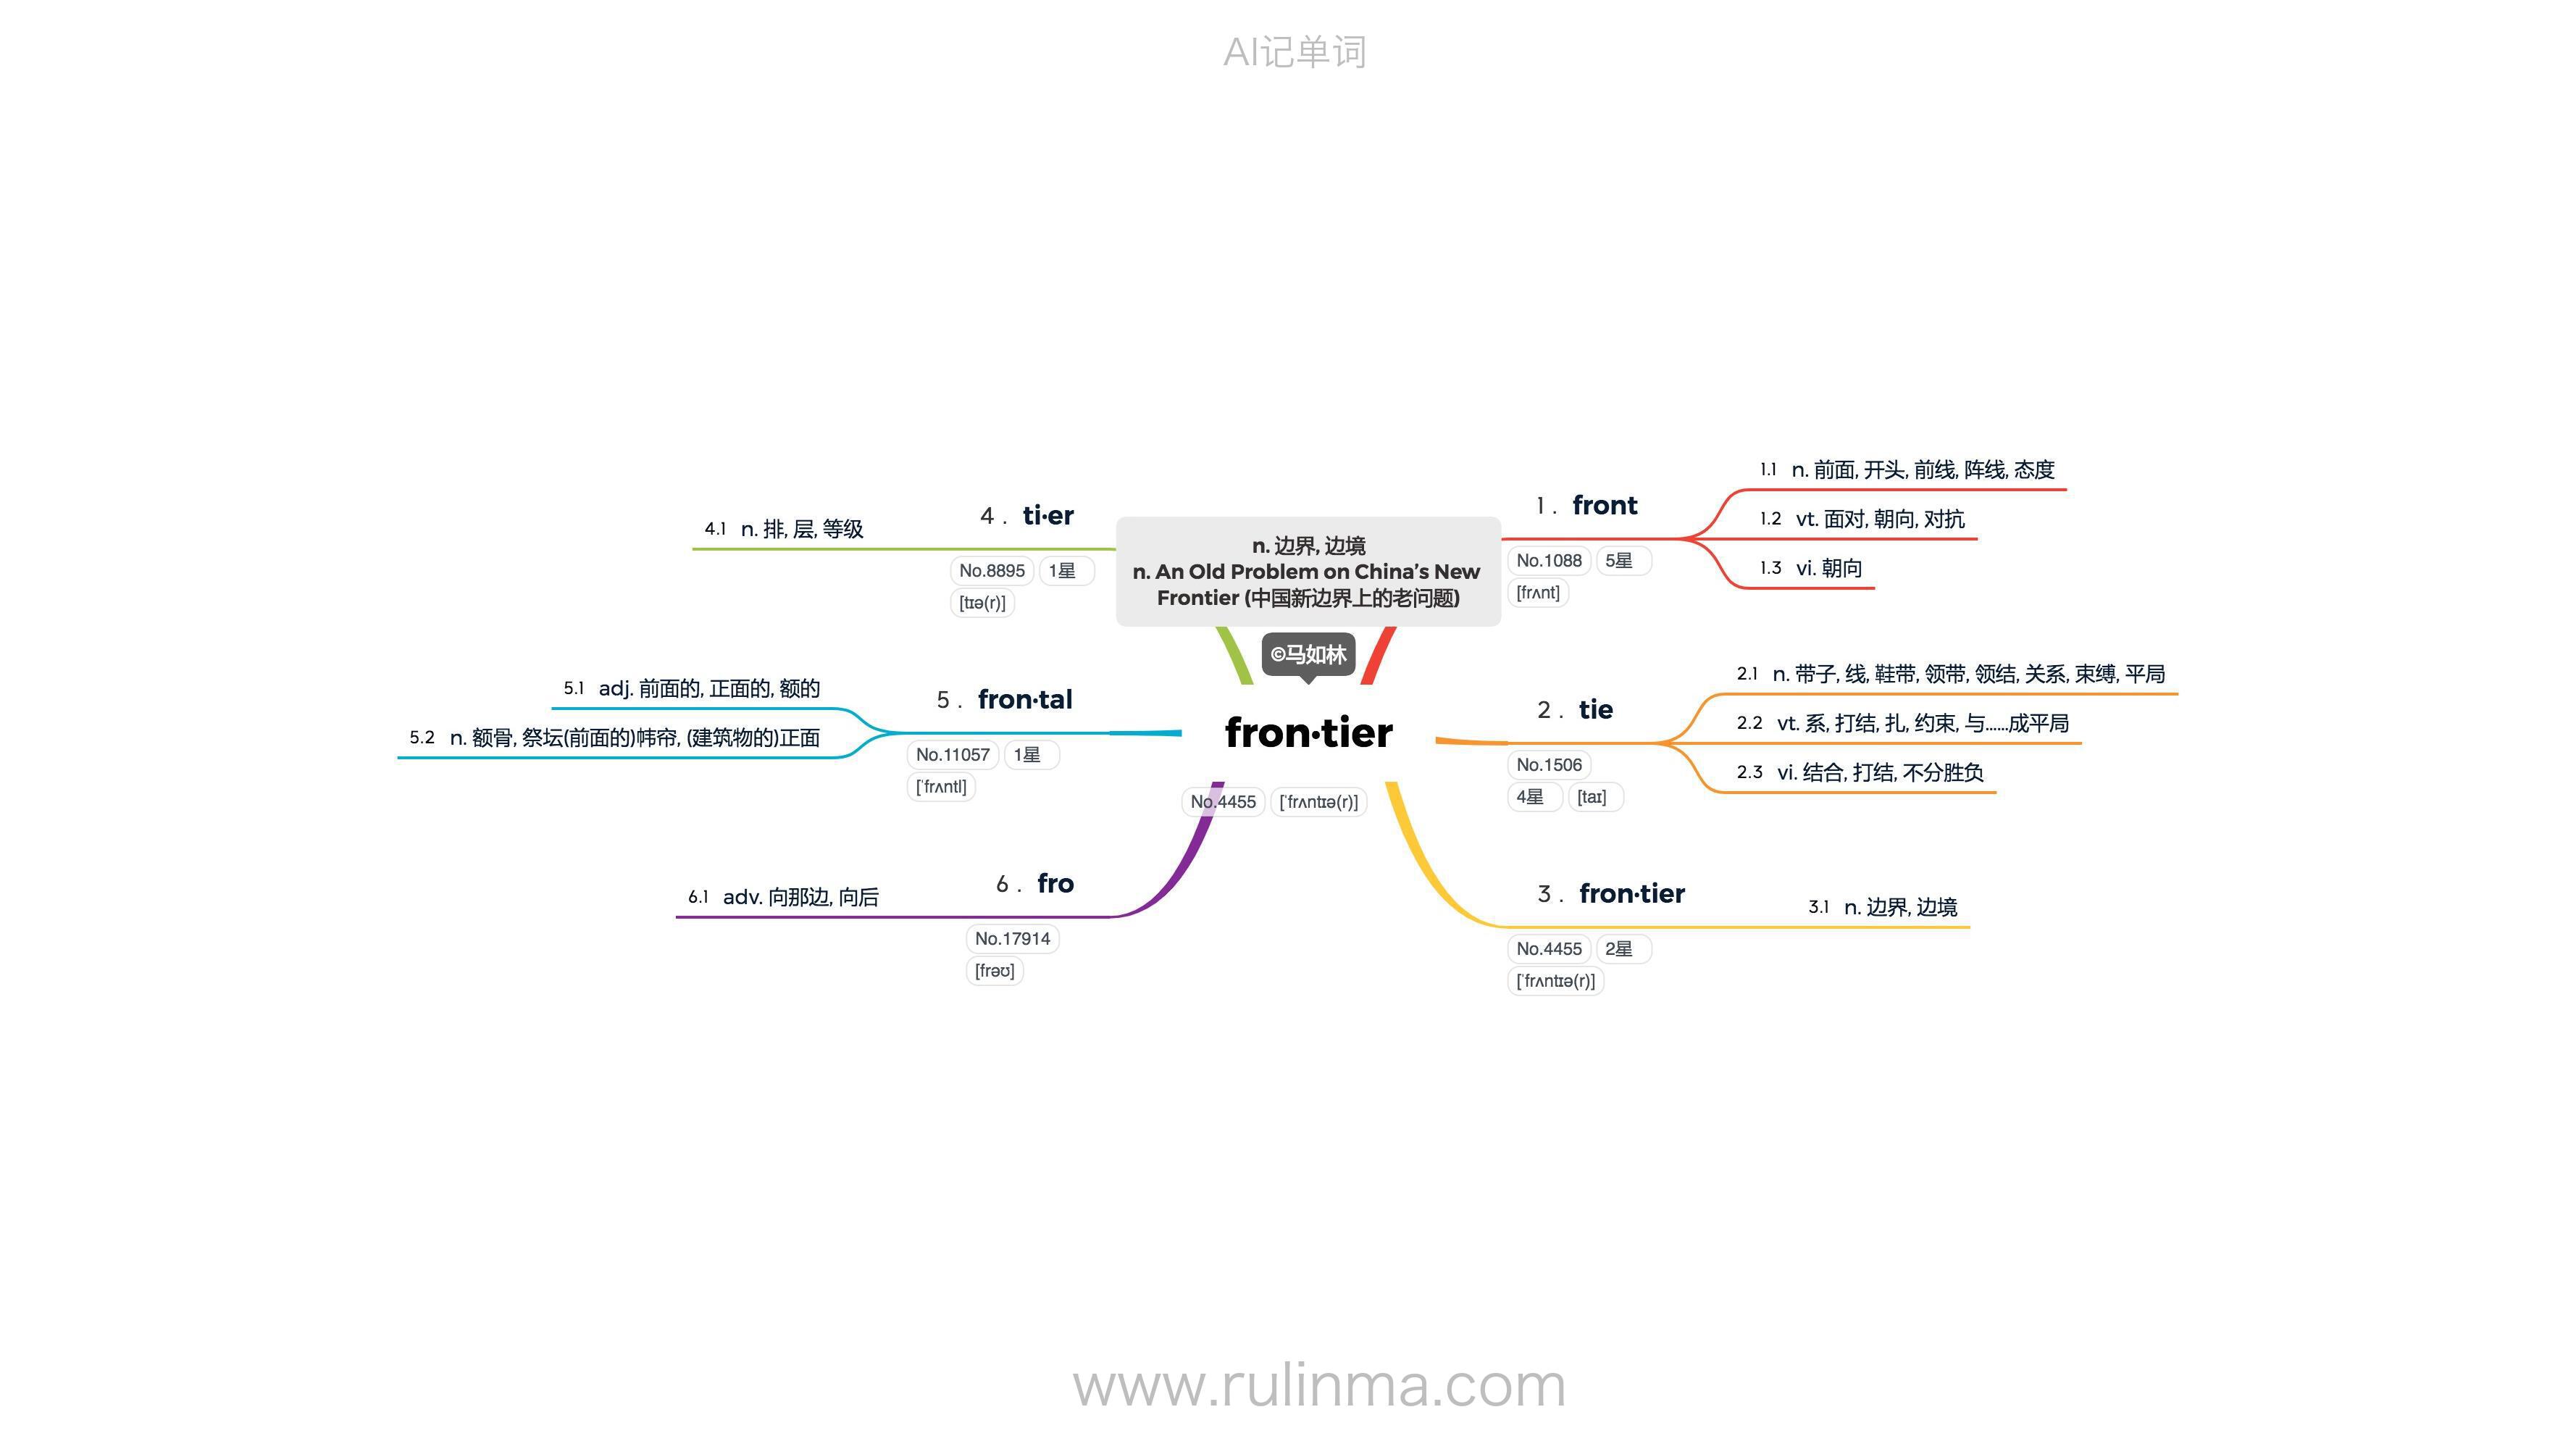 AI记单词
n. 边界, 边境
n. An Old Problem on China’s New
Frontier (中国新边界上的老问题)
©马如林
fron·tier
No.4455 [ˈfrʌntɪə(r)]
1 . front
No.1088 5星
[frʌnt]
1.1 n. 前面, 开头, 前线, 阵线, 态度
1.2 vt. 面对, 朝向, 对抗
1.3 vi. 朝向
2 . tie
No.1506
4星 [taɪ]
2.1 n. 带子, 线, 鞋带, 领带, 领结, 关系, 束缚, 平局
2.2 vt. 系, 打结, 扎, 约束, 与……成平局
2.3 vi. 结合, 打结, 不分胜负
3 . fron·tier
No.4455 2星
[ˈfrʌntɪə(r)]
3.1 n. 边界, 边境
4 . ti·er
No.8895 1星
[tɪə(r)]
4.1 n. 排, 层, 等级
5 . fron·tal
No.11057 1星
[ˈfrʌntl]
5.1 adj. 前面的, 正面的, 额的
5.2 n. 额骨, 祭坛(前面的)帏帘, (建筑物的)正面
6 . fro
No.17914
[frəʊ]
6.1 adv. 向那边, 向后
www.rulinma.com